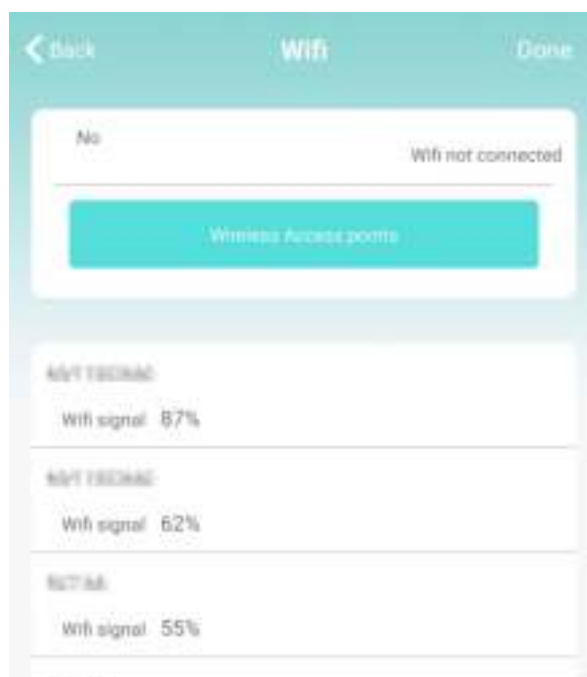 Back Wifi Done
No
Wifi not connected
Wireless Access points
Wifi signal 87%
Wifi signal 62%
Wifi signal 55%